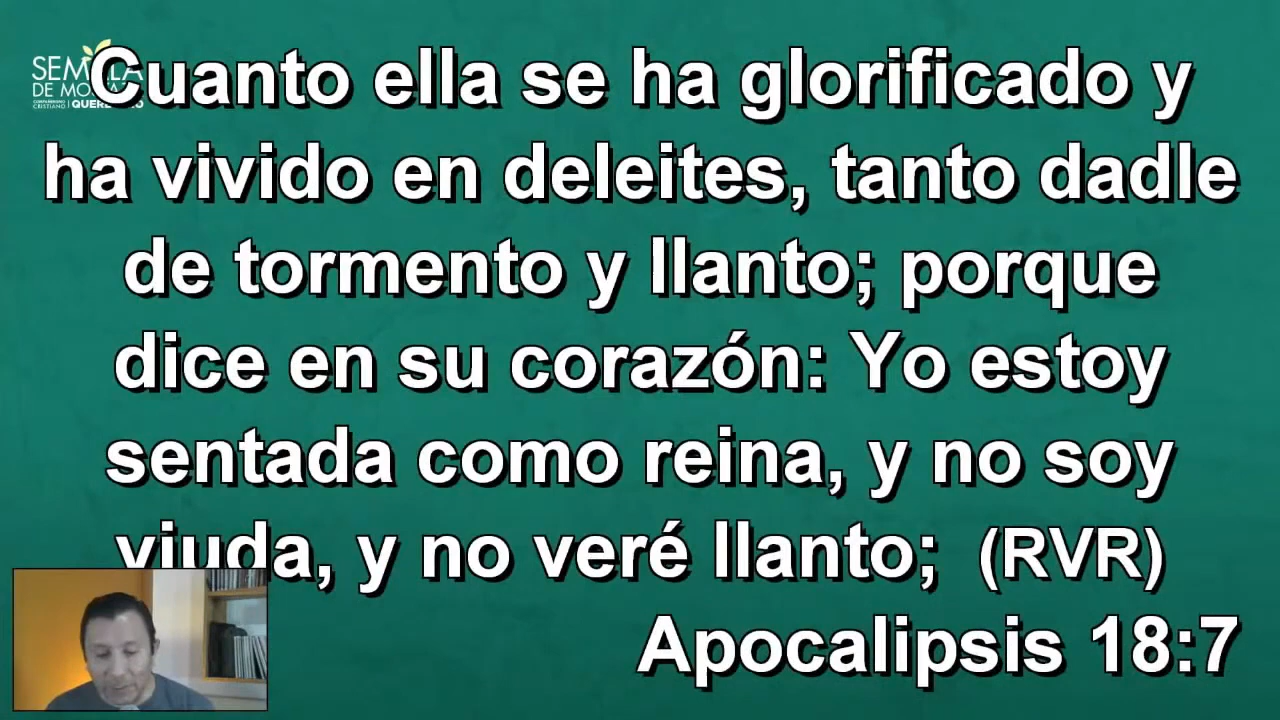 Cuanto ella se ha glorificado y
ha vivido en deleites, tanto dadle
de tormento y llanto; porque
dice en su corazón: Yo estoy
sentada como reina, y no soy
viuda, y no veré llanto; (RVR)
Apocalipsis 18:7